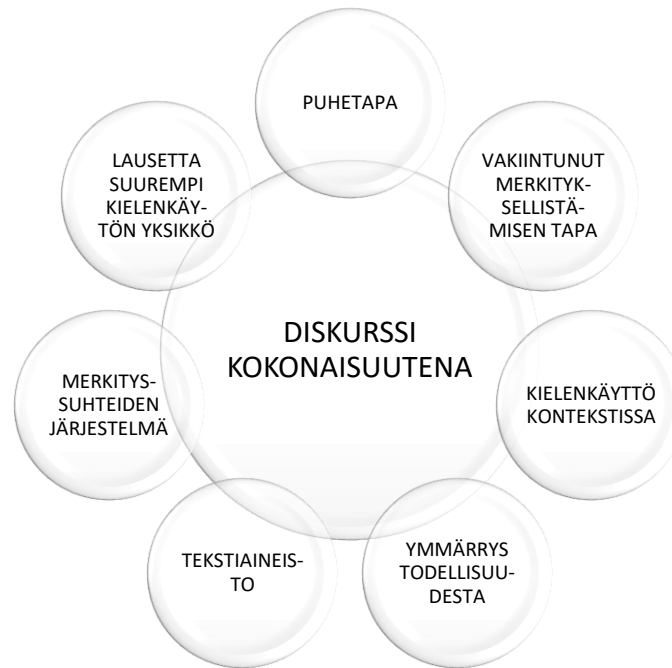 PUHETAPA
LAUSETTA
SUUREMPI
KIELENKÄY-
TÖN YKSIKKÖ
VAKIINTUNUT
MERKITYK-
SELLISTÄ-
MISEN TAPA
DISKURSSI
KOKONAISUUTENA
MERKITYS-
SUHTEIDEN
JÄRJESTELMÄ
KIELENKÄYTTÖ
KONTEKSTISSA
TEKSTIAINEIS-
TO
YMMÄRRYS
TODELLISUU-
DESTA